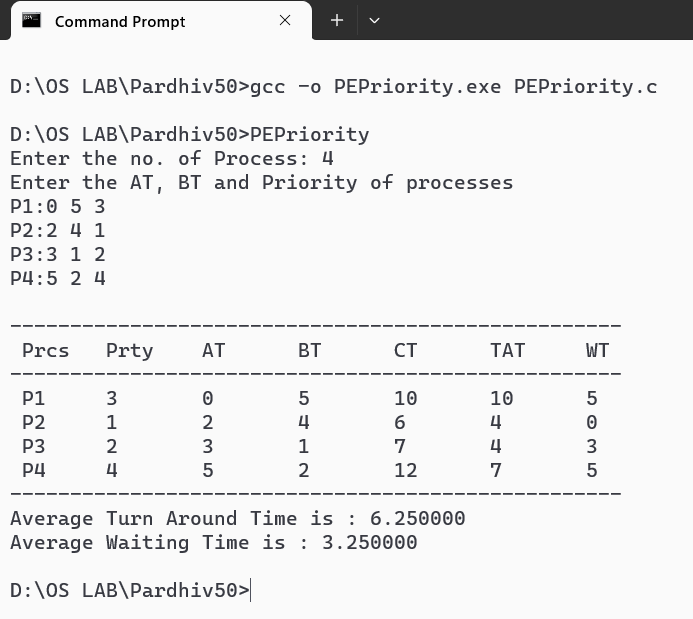 Command Prompt
D:\OS LAB\Pardhiv50>gcc -o PEPriority.exe PEPriority.c
D:\OS LAB\Pardhiv50>PEPriority
Enter the no. of Process: 4
Enter the AT, BT and Priority of processes
P1:0 5 3
P2:2 4 1
P3:3 1 2
P4:5 2 4
---------------------------------------------------
Prcs Prty AT BT CT TAT WT
---------------------------------------------------
P1 3 0 5 10 10 5
P2 1 2 4 6 4 0
P3 2 3 1 7 4 3
P4 4 5 2 12 7 5
---------------------------------------------------
Average Turn Around Time is : 6.250000
Average Waiting Time is : 3.250000
D:\OS LAB\Pardhiv50>